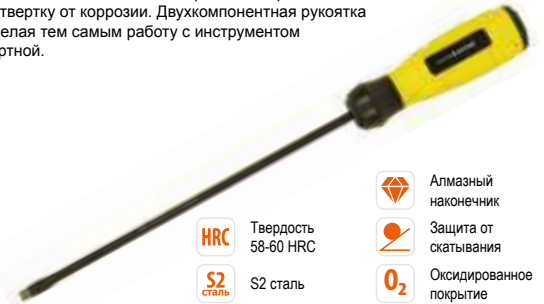 твертку от коррозии. Двухкомпонентная рукоятка
делая тем самым работу с инструментом
ртной.
Алмазный
наконечник
HRC
Твердость
58-60 HRC
Защита от
скатывания
S2
сталь
S2 сталь
O₂
Оксидированное
покрытие